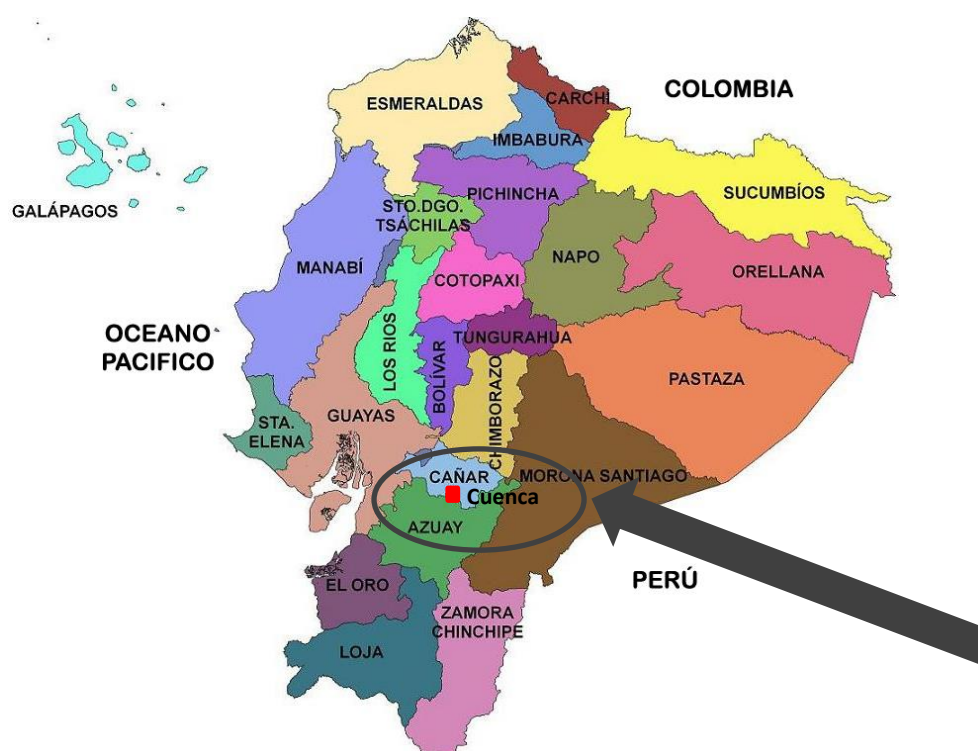 COLOMBIA
CARCHI
ESMERALDAS
IMBABURA
SUCUMBÍOS
PICHINCHA
GALÁPAGOS
STO.DGO.
TSÁCHILAS
NAPO
MANABÍ
ORELLANA
COTOPAXI
OCEANO
PACIFICO
LOS RIOS
BOLÍVAR
TUNGURAHUA
CHIMBORAZO
PASTAZA
STA.
ELENA
GUAYAS
CAÑAR
MORONA SANTIAGO
Cuenca
AZUAY
PERÚ
EL ORO
ZAMORA
CHINCHIPE
LOJA